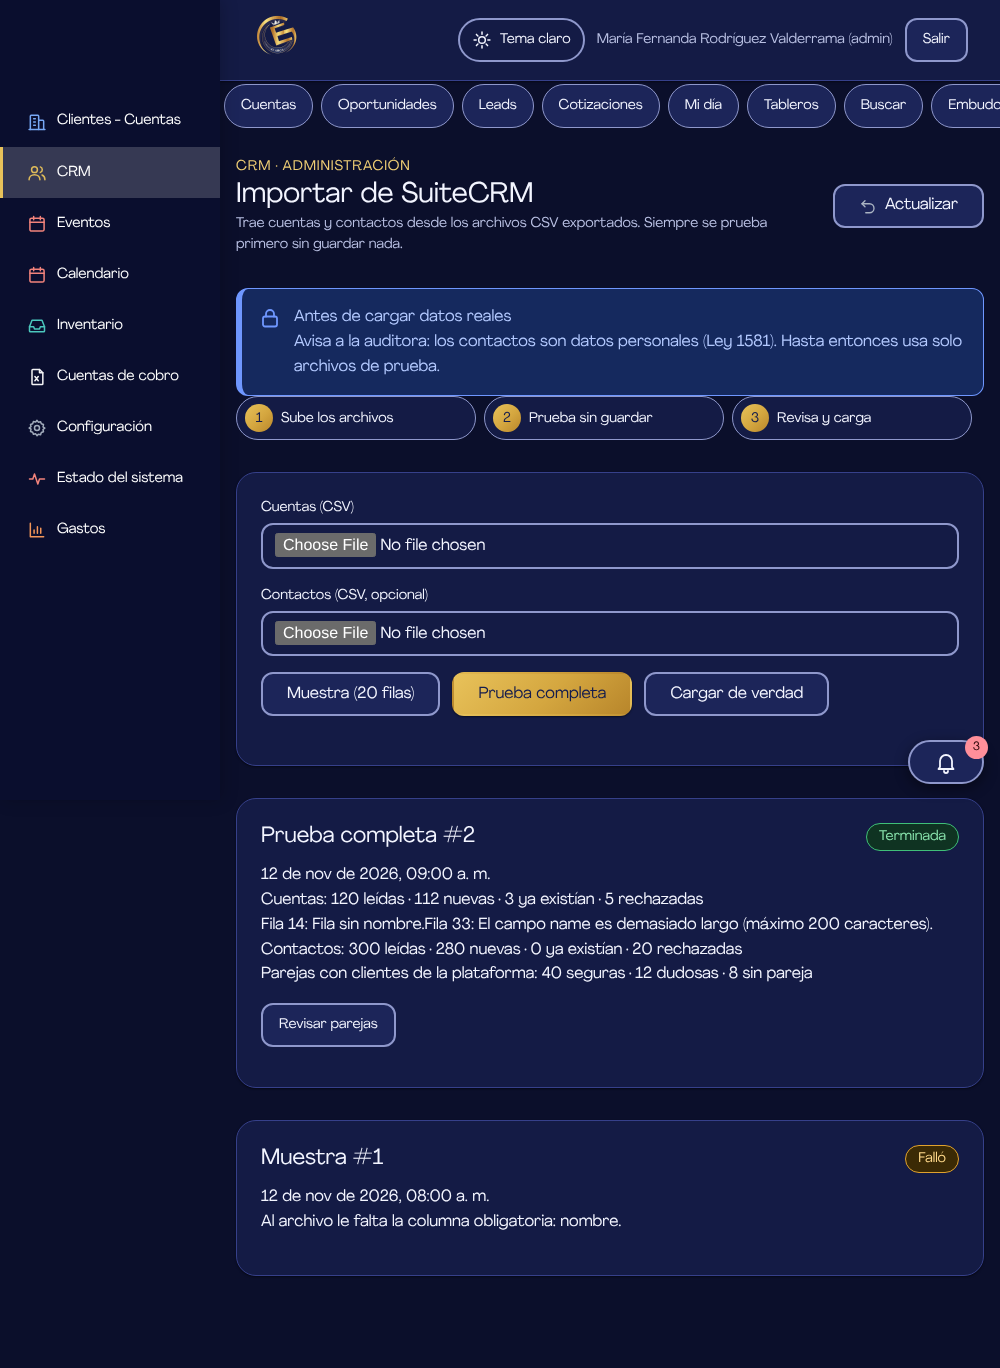 Tema claro
María Fernanda Rodríguez Valderrama (admin)
Salir
Clientes - Cuentas
CRM
Eventos
Calendario
Inventario
Cuentas de cobro
Configuración
Estado del sistema
Gastos
Cuentas
Oportunidades
Leads
Cotizaciones
Mi día
Tableros
Buscar
Embudo
CRM · ADMINISTRACIÓN
Importar de SuiteCRM
Trae cuentas y contactos desde los archivos CSV exportados. Siempre se prueba
primero sin guardar nada.
Actualizar
Antes de cargar datos reales
Avisa a la auditora: los contactos son datos personales (Ley 1581). Hasta entonces usa solo
archivos de prueba.
1 Sube los archivos
2 Prueba sin guardar
3 Revisa y carga
Cuentas (CSV)
Choose File No file chosen
Contactos (CSV, opcional)
Choose File No file chosen
Muestra (20 filas)
Prueba completa
Cargar de verdad
3
Prueba completa #2
Terminada
12 de nov de 2026, 09:00 a. m.
Cuentas: 120 leídas · 112 nuevas · 3 ya existían · 5 rechazadas
Fila 14: Fila sin nombre.Fila 33: El campo name es demasiado largo (máximo 200 caracteres).
Contactos: 300 leídas · 280 nuevas · 0 ya existían · 20 rechazadas
Parejas con clientes de la plataforma: 40 seguras · 12 dudosas · 8 sin pareja
Revisar parejas
Muestra #1
Falló
12 de nov de 2026, 08:00 a. m.
Al archivo le falta la columna obligatoria: nombre.